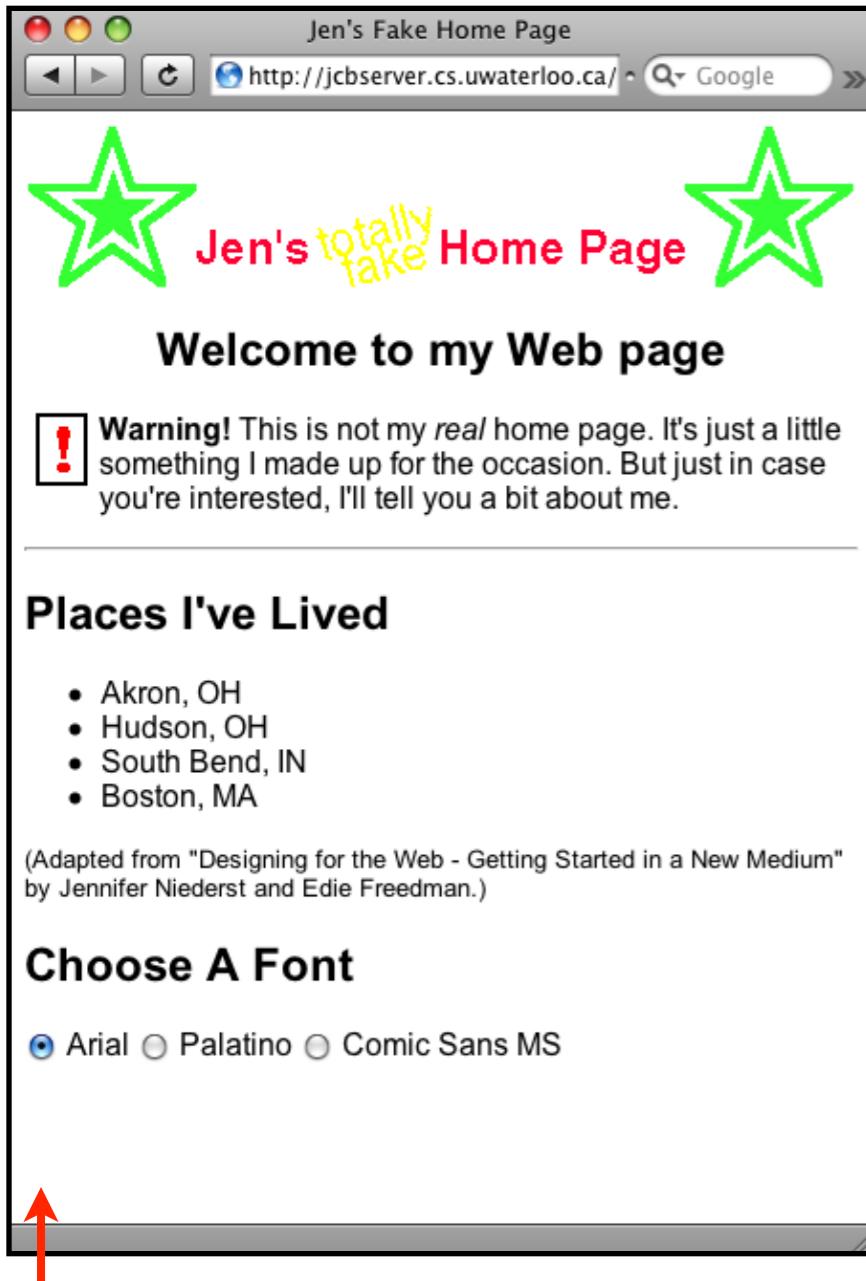 Jen's Fake Home Page
http://jcbserver.cs.uwaterloo.ca/
Google
Jen's totally fake Home Page
Welcome to my Web page
! Warning! This is not my real home page. It's just a little
something I made up for the occasion. But just in case
you're interested, I'll tell you a bit about me.
Places I've Lived
• Akron, OH
• Hudson, OH
• South Bend, IN
• Boston, MA
(Adapted from "Designing for the Web - Getting Started in a New Medium"
by Jennifer Niederst and Edie Freedman.)
Choose A Font
Arial Palatino Comic Sans MS